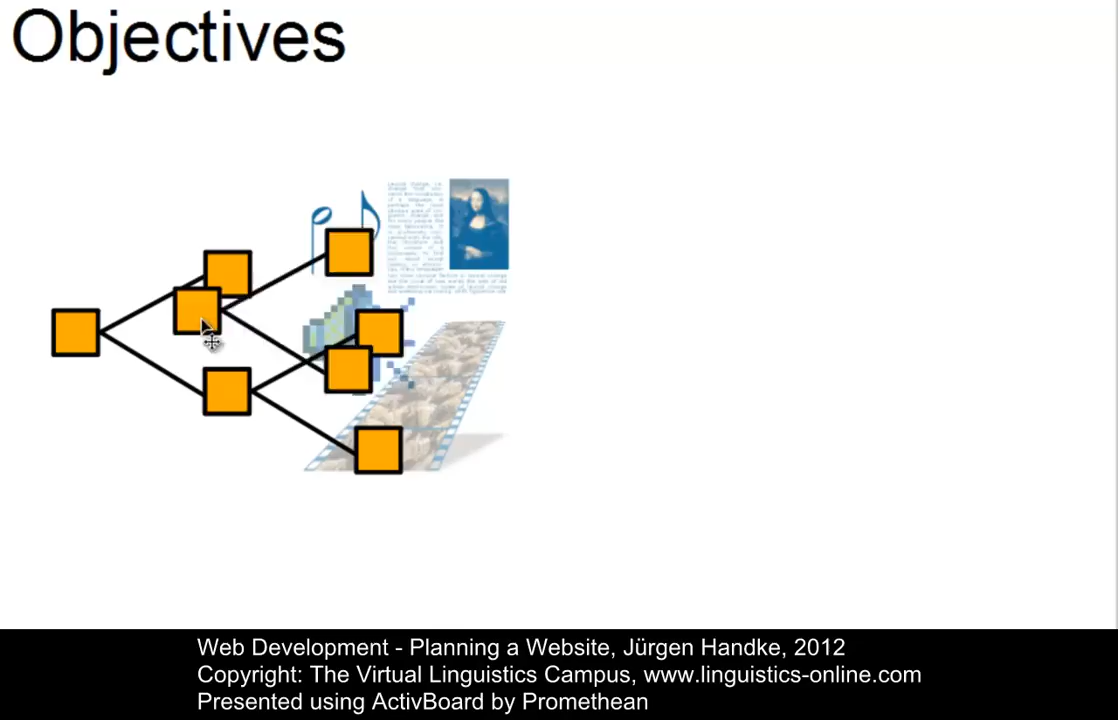 Objectives
Web Development - Planning a Website, Jürgen Handke, 2012
Copyright: The Virtual Linguistics Campus, www.linguistics-online.com
Presented using ActivBoard by Promethean